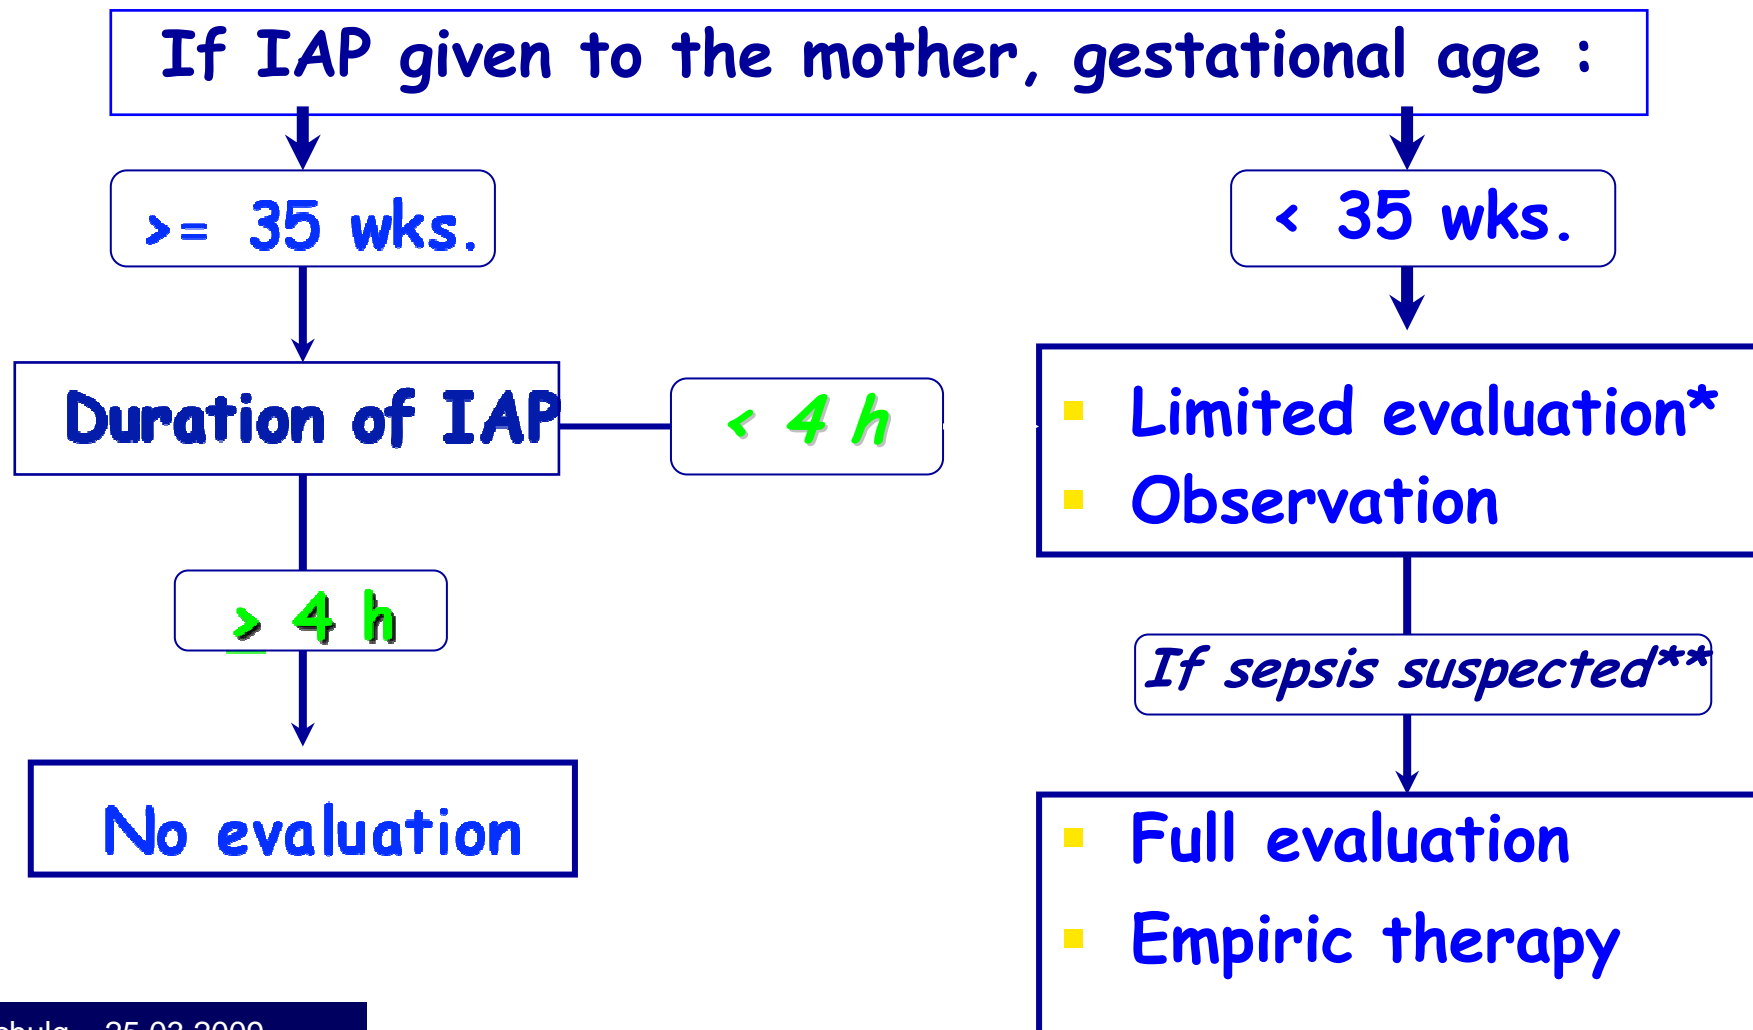 If IAP given to the mother, gestational age :
>= 35 wks.
< 35 wks.
Duration of IAP
< 4 h
▪ Limited evaluation*
▪ Observation
≥ 4 h
If sepsis suspected**
No evaluation
▪ Full evaluation
▪ Empiric therapy